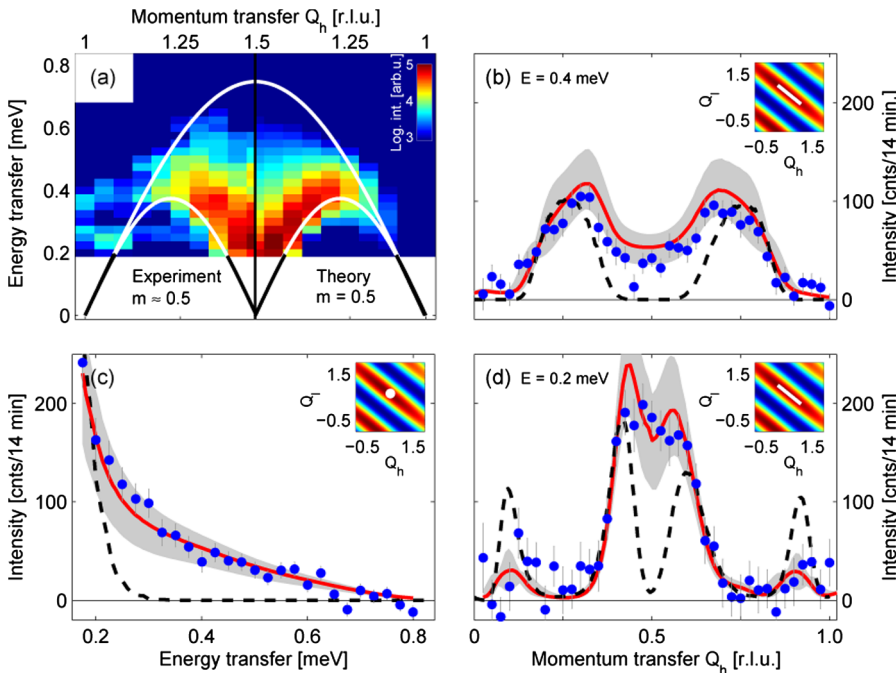 Momentum transfer Q_h [r.l.u.]
1 1.25 1.5 1.25 1
(a)
Log. int. [arb.u.]
5
4
3
Energy transfer [meV]
0.8
0.6
0.4
0.2
0
Experiment
m ≈ 0.5
Theory
m = 0.5
(b) E = 0.4 meV
Q_l
1.5
−0.5
−0.5 1.5
Q_h
Intensity [cnts/14 min.]
200
100
0
(c)
Q_l
1.5
−0.5
−0.5 1.5
Q_h
Intensity [cnts/14 min]
200
100
0
0.2 0.4 0.6 0.8
Energy transfer [meV]
(d) E = 0.2 meV
Q_l
1.5
−0.5
−0.5 1.5
Q_h
Intensity [cnts/14 min]
200
100
0
0 0.5 1.0
Momentum transfer Q_h [r.l.u.]